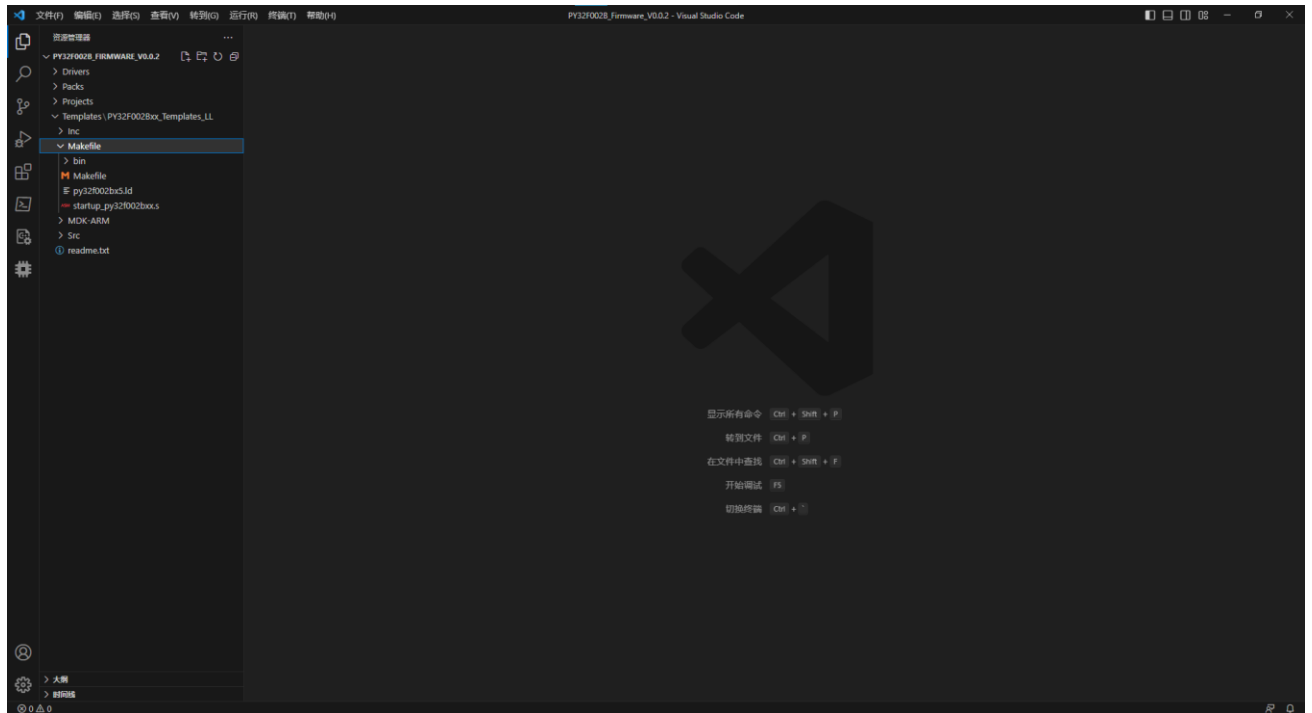 文件(F) 编辑(E) 选择(S) 查看(V) 转到(G) 运行(R) 终端(T) 帮助(H)
PY32F002B_Firmware_V0.0.2 - Visual Studio Code
资源管理器
PY32F002B_FIRMWARE_V0.0.2
Drivers
Packs
Projects
Templates \ PY32F002Bxx_Templates_LL
Inc
Makefile
bin
Makefile
py32f002bx5.ld
startup_py32f002bxx.s
MDK-ARM
Src
readme.txt
显示所有命令 Ctrl + Shift + P
转到文件 Ctrl + P
在文件中查找 Ctrl + Shift + F
开始调试 F5
切换终端 Ctrl + `
大纲
时间线
0 0